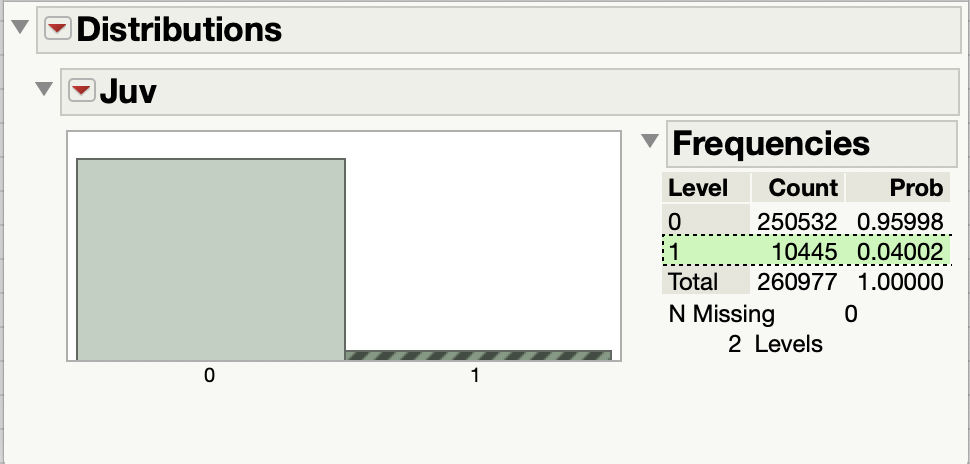 Distributions
Juv
0 1
Frequencies
Level Count Prob
0 250532 0.95998
1 10445 0.04002
Total 260977 1.00000
N Missing 0
2 Levels